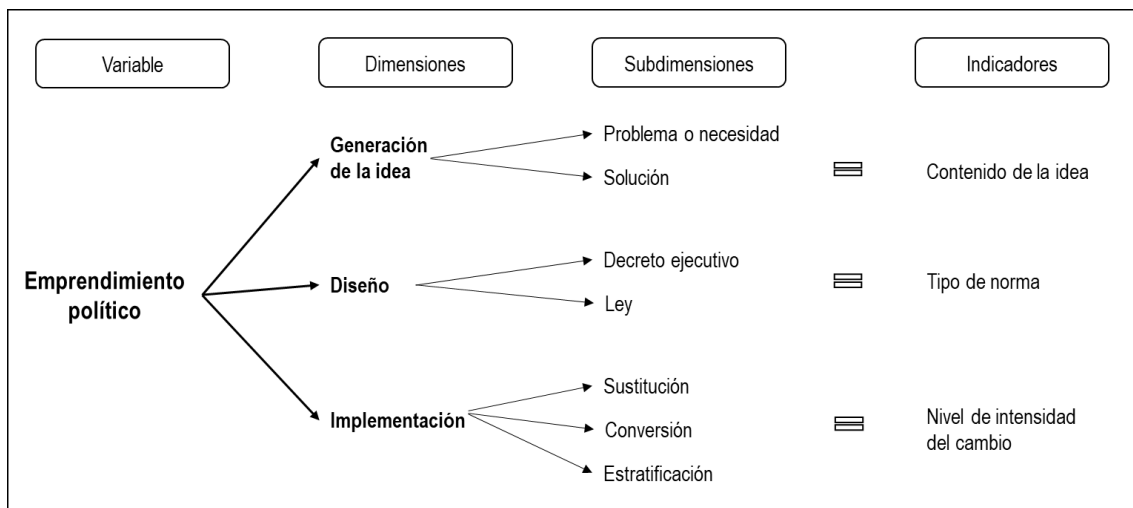 Variable
Dimensiones
Subdimensiones
Indicadores
Emprendimiento
político
Generación
de la idea
Problema o necesidad
Solución
Contenido de la idea
Diseño
Decreto ejecutivo
Ley
Tipo de norma
Implementación
Sustitución
Conversión
Estratificación
Nivel de intensidad
del cambio